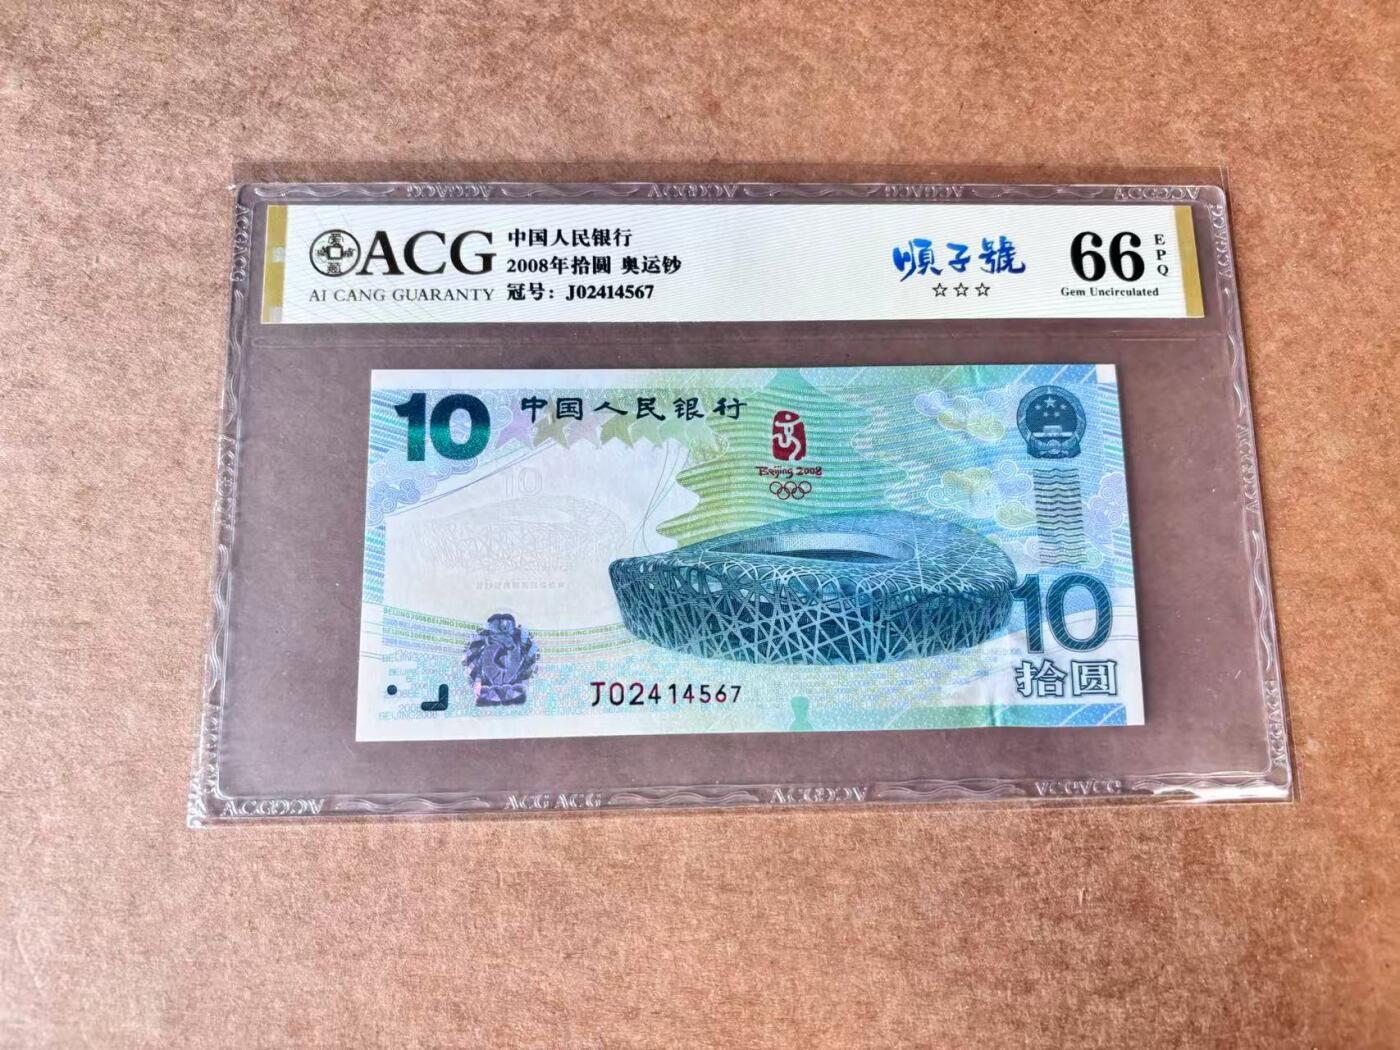 ACG
AI CANG GUARANTY
中国人民银行
2008年拾圆 奥运钞
冠号：J02414567
順子號
☆☆☆
66
EPQ
Gem Uncirculated
10
中国人民银行
Beijing 2008
10
10
拾圆
J02414567